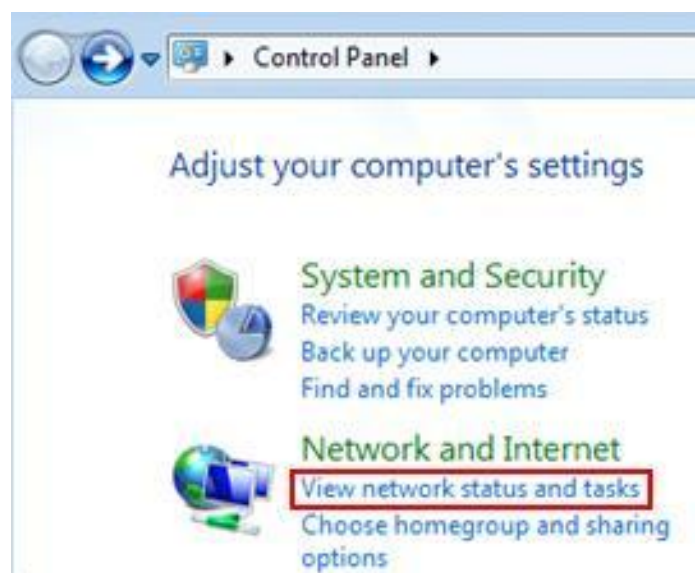 Control Panel
Adjust your computer's settings
System and Security
Review your computer's status
Back up your computer
Find and fix problems
Network and Internet
View network status and tasks
Choose homegroup and sharing
options